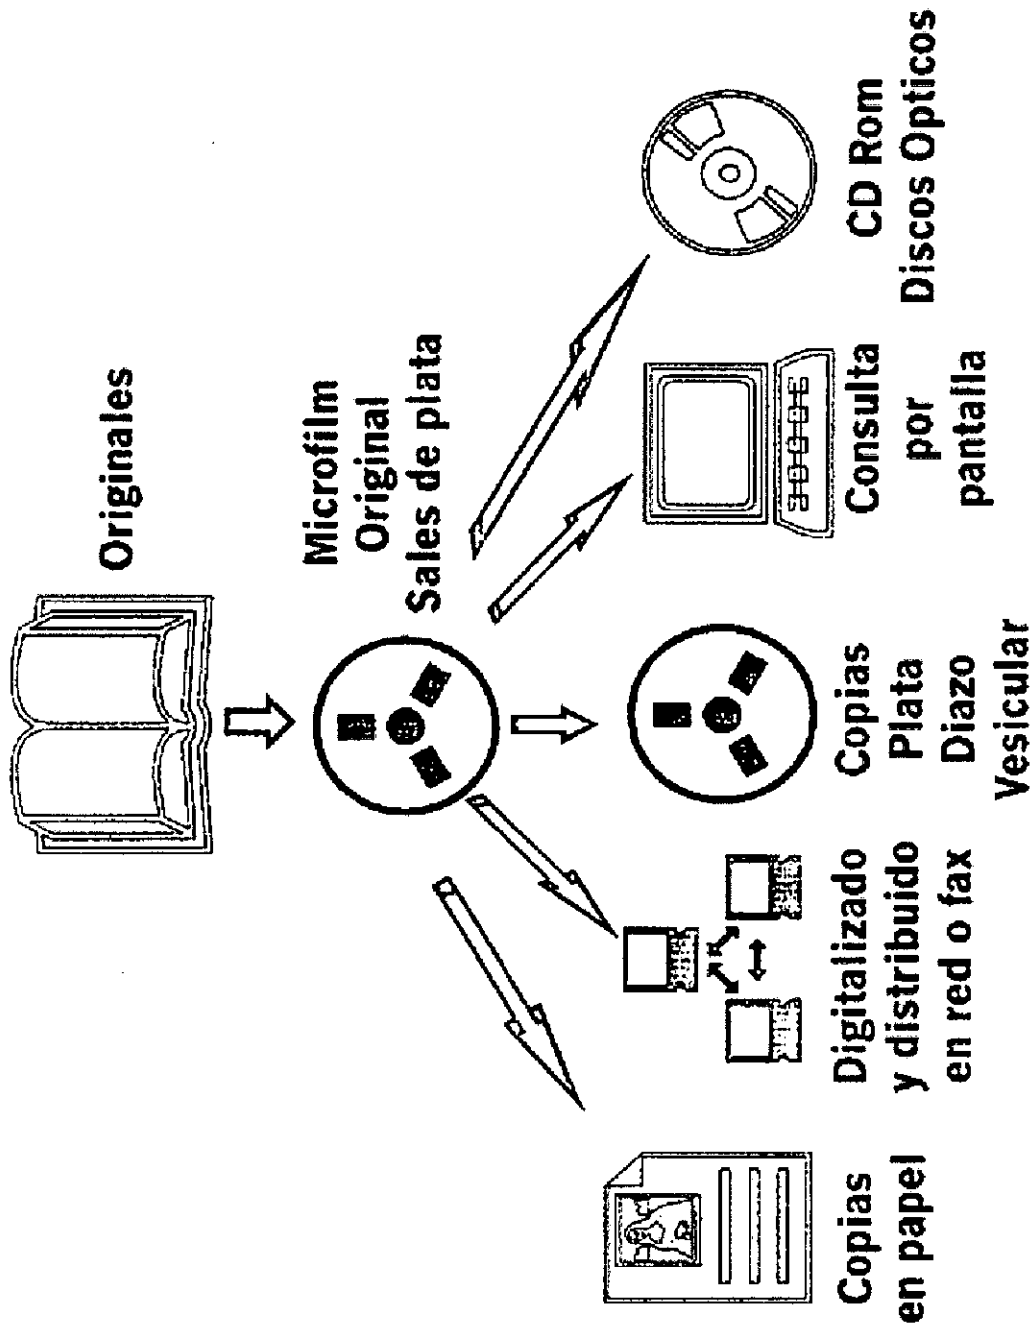 Originales
Microfilm
Original
Sales de plata
Copias
en papel
Digitalizado
y distribuido
en red o fax
Copias
Plata
Diazo
Vesicular
Consulta
por
pantalla
CD Rom
Discos Opticos